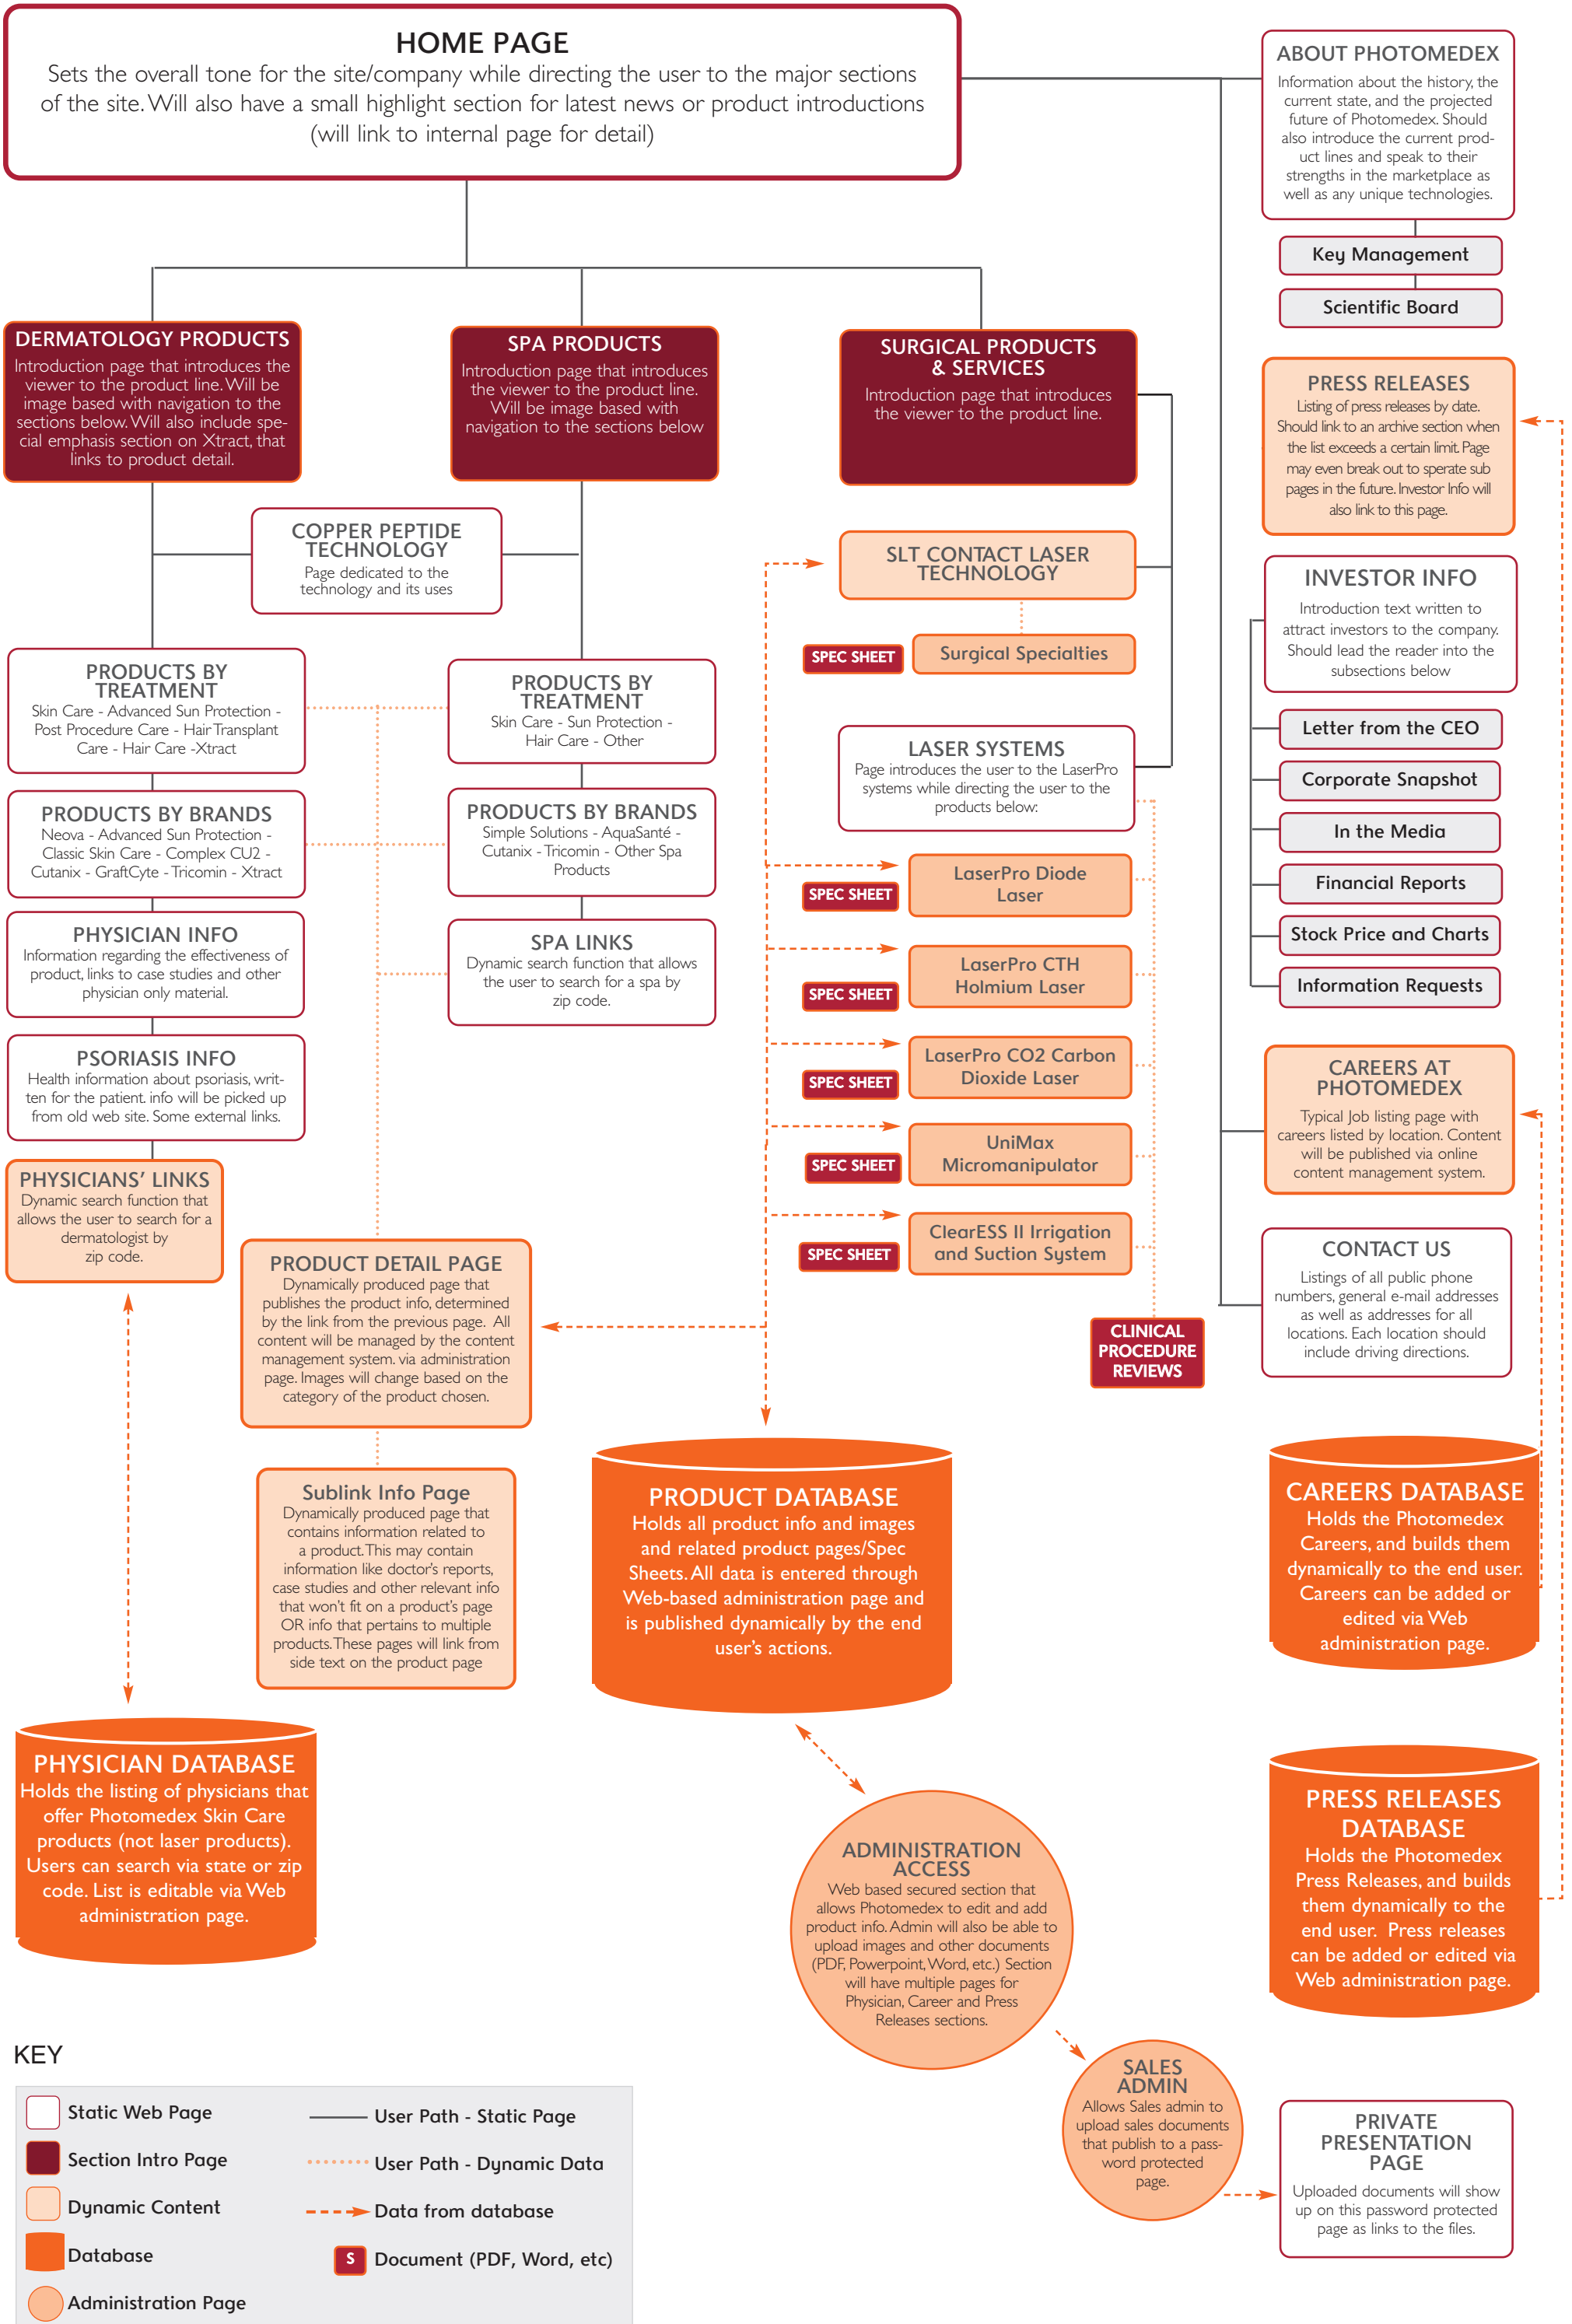 HOME PAGE
Sets the overall tone for the site/company while directing the user to the major sections
of the site. Will also have a small highlight section for latest news or product introductions
(will link to internal page for detail)
ABOUT PHOTOMEDEX
Information about the history, the
current state, and the projected
future of Photomedex. Should
also introduce the current prod-
uct lines and speak to their
strengths in the marketplace as
well as any unique technologies.
Key Management
Scientific Board
DERMATOLOGY PRODUCTS
Introduction page that introduces the
viewer to the product line. Will be
image based with navigation to the
sections below. Will also include spe-
cial emphasis section on Xtract, that
links to product detail.
SPA PRODUCTS
Introduction page that introduces
the viewer to the product line.
Will be image based with
navigation to the sections below
SURGICAL PRODUCTS
& SERVICES
Introduction page that introduces
the viewer to the product line.
PRESS RELEASES
Listing of press releases by date.
Should link to an archive section when
the list exceeds a certain limit. Page
may even break out to sperate sub
pages in the future. Investor Info will
also link to this page.
COPPER PEPTIDE
TECHNOLOGY
Page dedicated to the
technology and its uses
SLT CONTACT LASER
TECHNOLOGY
SPEC SHEET
Surgical Specialties
INVESTOR INFO
Introduction text written to
attract investors to the company.
Should lead the reader into the
subsections below
Letter from the CEO
Corporate Snapshot
In the Media
Financial Reports
Stock Price and Charts
Information Requests
PRODUCTS BY
TREATMENT
Skin Care - Advanced Sun Protection -
Post Procedure Care - Hair Transplant
Care - Hair Care -Xtract
PRODUCTS BY
TREATMENT
Skin Care - Sun Protection -
Hair Care - Other
LASER SYSTEMS
Page introduces the user to the LaserPro
systems while directing the user to the
products below:
PRODUCTS BY BRANDS
Neova - Advanced Sun Protection -
Classic Skin Care - Complex CU2 -
Cutanix - GraftCyte - Tricomin - Xtract
PRODUCTS BY BRANDS
Simple Solutions - AquaSanté -
Cutanix - Tricomin - Other Spa
Products
LaserPro Diode
Laser
SPEC SHEET
PHYSICIAN INFO
Information regarding the effectiveness of
product, links to case studies and other
physician only material.
SPA LINKS
Dynamic search function that allows
the user to search for a spa by
zip code.
LaserPro CTH
Holmium Laser
SPEC SHEET
PSORIASIS INFO
Health information about psoriasis, writ-
ten for the patient. info will be picked up
from old web site. Some external links.
LaserPro CO2 Carbon
Dioxide Laser
SPEC SHEET
CAREERS AT
PHOTOMEDEX
Typical Job listing page with
careers listed by location. Content
will be published via online
content management system.
UniMax
Micromanipulator
SPEC SHEET
PHYSICIANS' LINKS
Dynamic search function that
allows the user to search for a
dermatologist by
zip code.
ClearESS II Irrigation
and Suction System
SPEC SHEET
PRODUCT DETAIL PAGE
Dynamically produced page that
publishes the product info, determined
by the link from the previous page. All
content will be managed by the content
management system. via administration
page. Images will change based on the
category of the product chosen.
CONTACT US
Listings of all public phone
numbers, general e-mail addresses
as well as addresses for all
locations. Each location should
include driving directions.
CLINICAL
PROCEDURE
REVIEWS
Sublink Info Page
Dynamically produced page that
contains information related to
a product. This may contain
information like doctor's reports,
case studies and other relevant info
that won't fit on a product's page
OR info that pertains to multiple
products. These pages will link from
side text on the product page
PRODUCT DATABASE
Holds all product info and images
and related product pages/Spec
Sheets. All data is entered through
Web-based administration page and
is published dynamically by the end
user's actions.
CAREERS DATABASE
Holds the Photomedex
Careers, and builds them
dynamically to the end user.
Careers can be added or
edited via Web
administration page.
PHYSICIAN DATABASE
Holds the listing of physicians that
offer Photomedex Skin Care
products (not laser products).
Users can search via state or zip
code. List is editable via Web
administration page.
ADMINISTRATION
ACCESS
Web based secured section that
allows Photomedex to edit and add
product info. Admin will also be able to
upload images and other documents
(PDF, Powerpoint, Word, etc.) Section
will have multiple pages for
Physician, Career and Press
Releases sections.
PRESS RELEASES
DATABASE
Holds the Photomedex
Press Releases, and builds
them dynamically to the
end user. Press releases
can be added or edited via
Web administration page.
SALES
ADMIN
Allows Sales admin to
upload sales documents
that publish to a pass-
word protected
page.
PRIVATE
PRESENTATION
PAGE
Uploaded documents will show
up on this password protected
page as links to the files.
KEY
Static Web Page
Section Intro Page
Dynamic Content
Database
Administration Page
User Path - Static Page
User Path - Dynamic Data
Data from database
S Document (PDF, Word, etc)